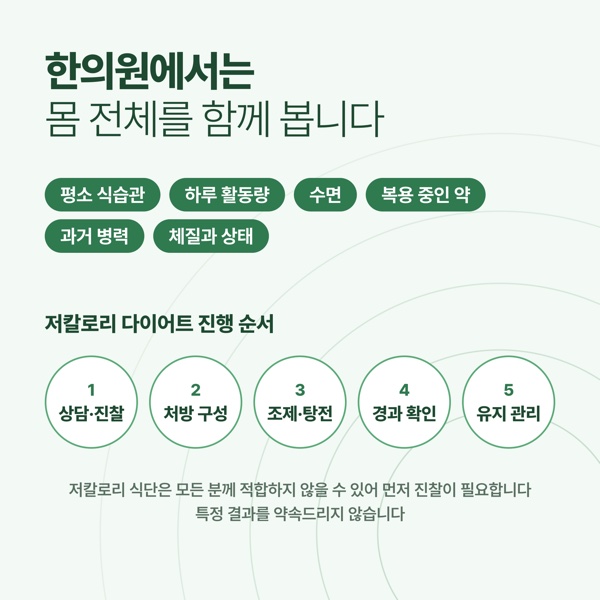 한의원에서는
몸 전체를 함께 봅니다
평소 식습관 하루 활동량 수면 복용 중인 약
과거 병력 체질과 상태
저칼로리 다이어트 진행 순서
1 2 3 4 5
상담·진찰 처방 구성 조제·탕전 경과 확인 유지 관리
저칼로리 식단은 모든 분께 적합하지 않을 수 있어 먼저 진찰이 필요합니다
특정 결과를 약속드리지 않습니다